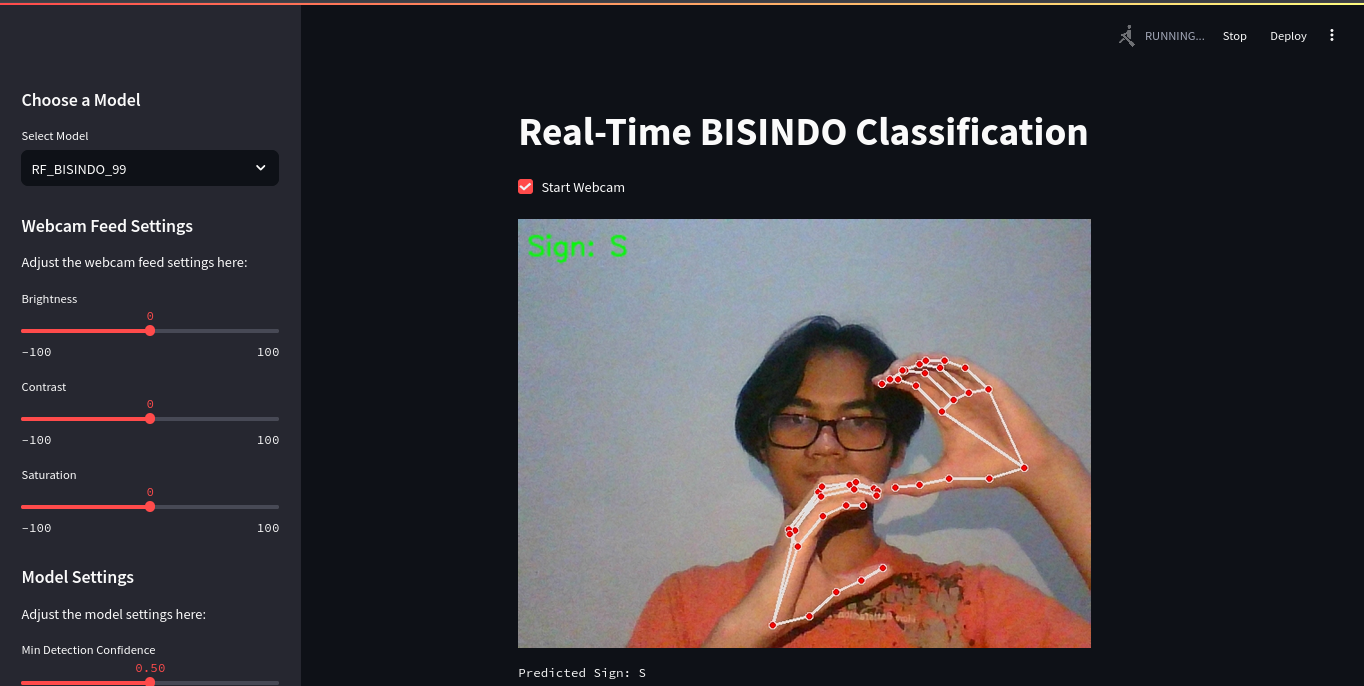 RUNNING...
Stop
Deploy
Choose a Model
Select Model
RF_BISINDO_99
Webcam Feed Settings
Adjust the webcam feed settings here:
Brightness
0
-100
100
Contrast
0
-100
100
Saturation
0
-100
100
Model Settings
Adjust the model settings here:
Min Detection Confidence
0.50
Real-Time BISINDO Classification
Start Webcam
Sign: S
Predicted Sign: S